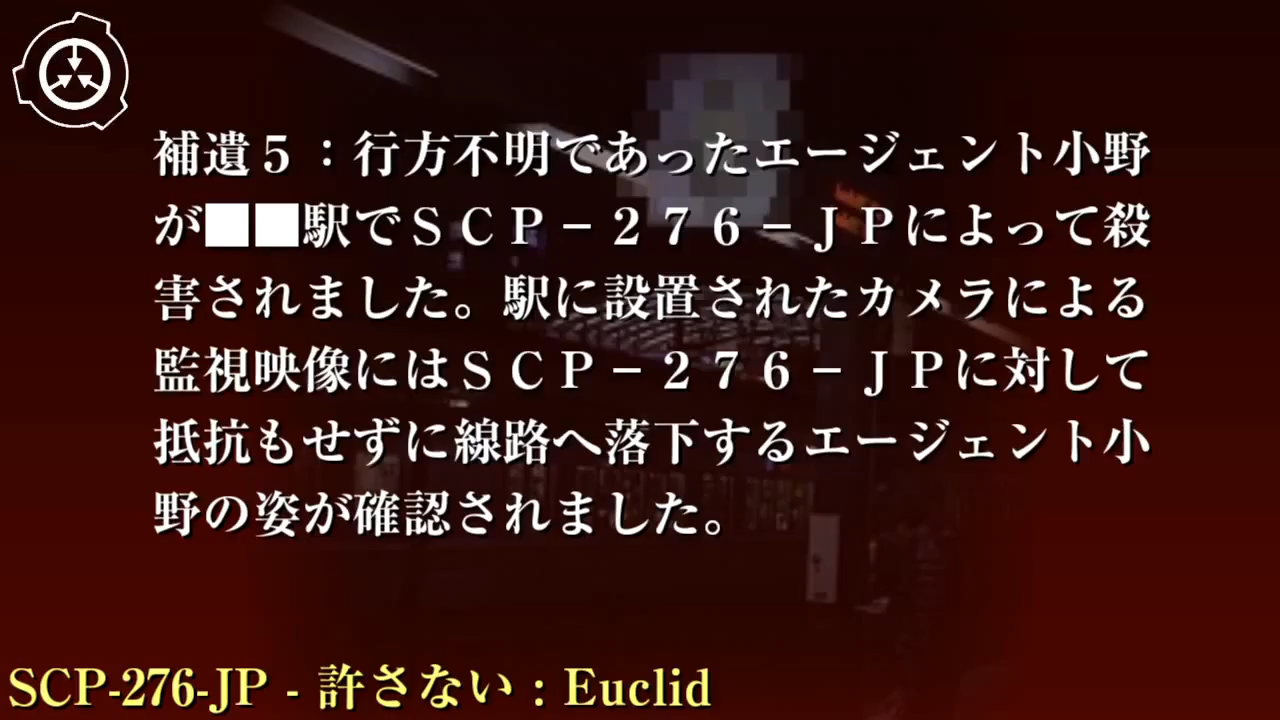 補遺５：行方不明であったエージェント小野
が██駅でＳＣＰ－２７６－ＪＰによって殺
害されました。駅に設置されたカメラによる
監視映像にはＳＣＰ－２７６－ＪＰに対して
抵抗もせずに線路へ落下するエージェント小
野の姿が確認されました。
SCP-276-JP - 許さない : Euclid